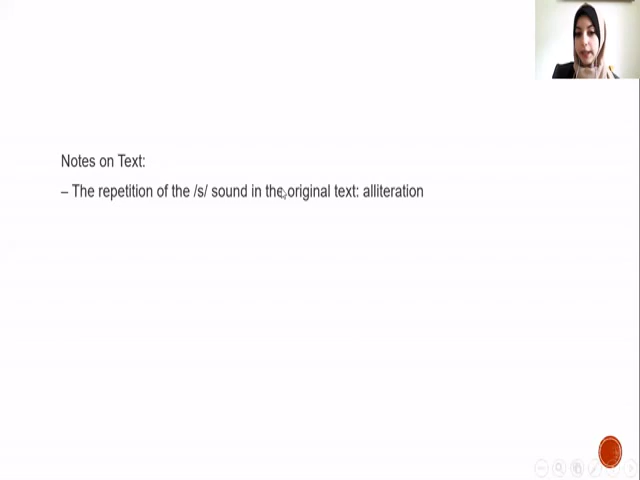 Notes on Text:
– The repetition of the /s/ sound in the original text: alliteration